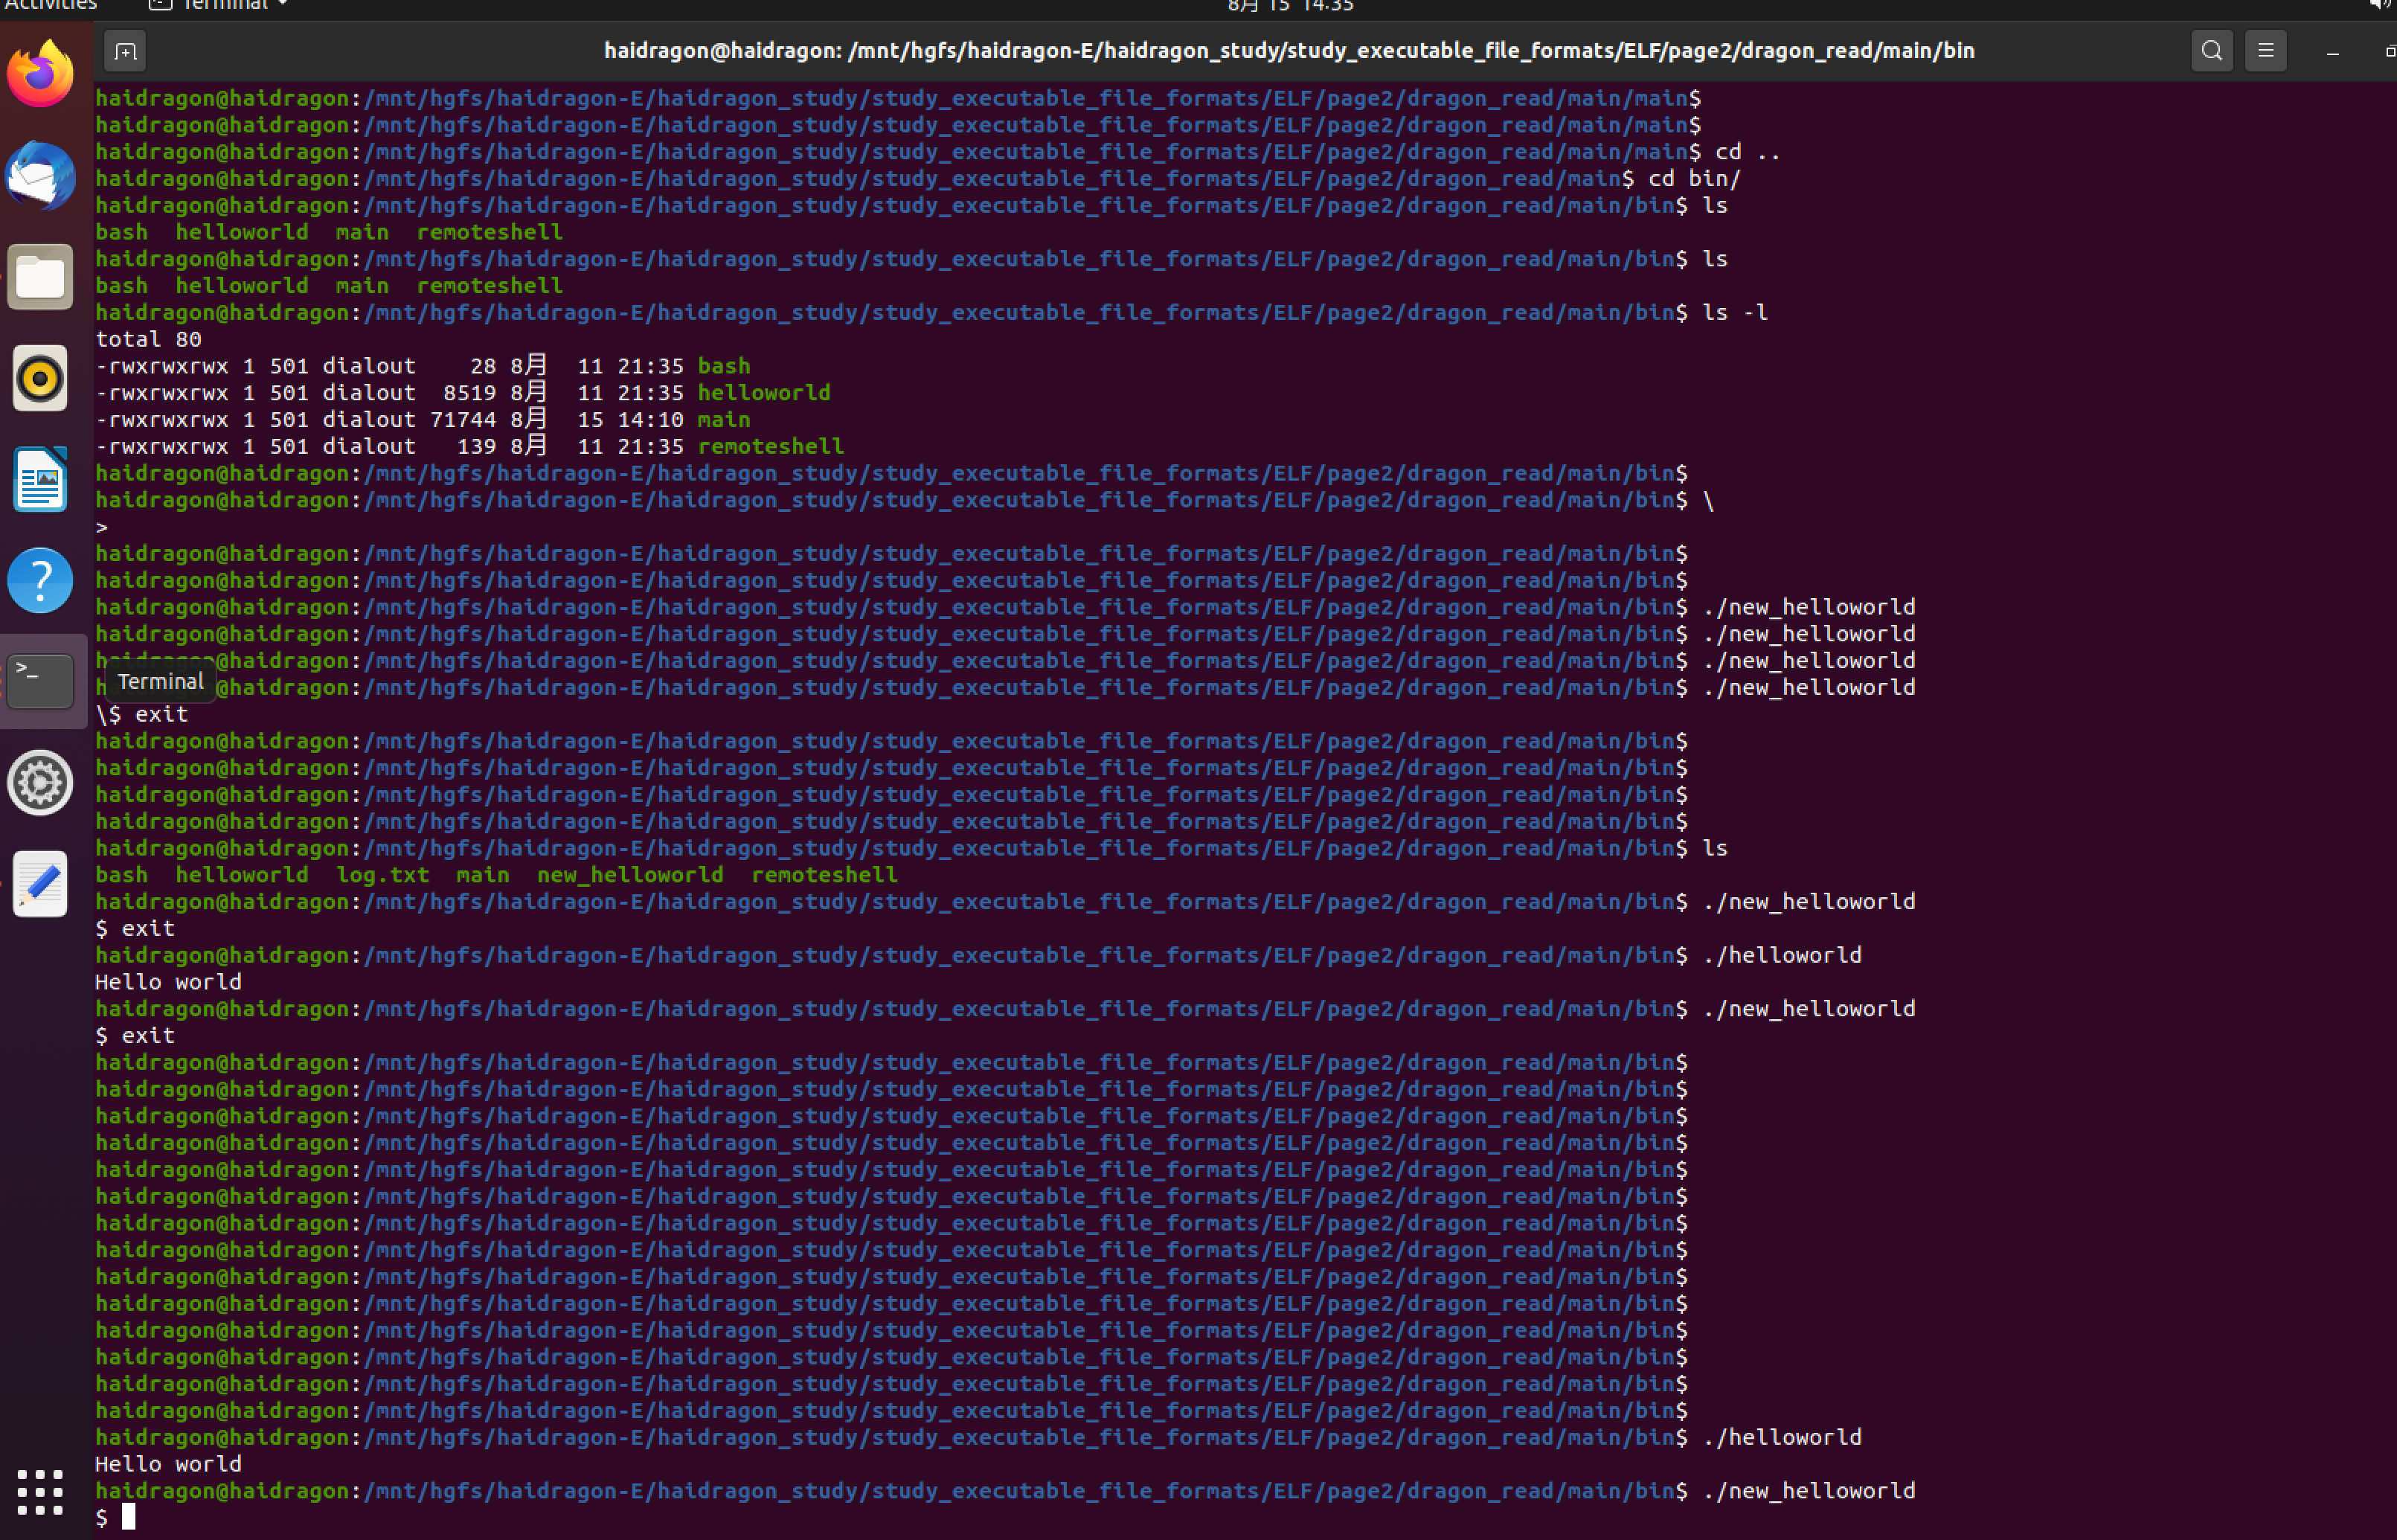 Activities Terminal 8月 15 14:35
haidragon@haidragon: /mnt/hgfs/haidragon-E/haidragon_study/study_executable_file_formats/ELF/page2/dragon_read/main/bin
haidragon@haidragon:/mnt/hgfs/haidragon-E/haidragon_study/study_executable_file_formats/ELF/page2/dragon_read/main/main$
haidragon@haidragon:/mnt/hgfs/haidragon-E/haidragon_study/study_executable_file_formats/ELF/page2/dragon_read/main/main$
haidragon@haidragon:/mnt/hgfs/haidragon-E/haidragon_study/study_executable_file_formats/ELF/page2/dragon_read/main/main$ cd ..
haidragon@haidragon:/mnt/hgfs/haidragon-E/haidragon_study/study_executable_file_formats/ELF/page2/dragon_read/main$ cd bin/
haidragon@haidragon:/mnt/hgfs/haidragon-E/haidragon_study/study_executable_file_formats/ELF/page2/dragon_read/main/bin$ ls
bash helloworld main remoteshell
haidragon@haidragon:/mnt/hgfs/haidragon-E/haidragon_study/study_executable_file_formats/ELF/page2/dragon_read/main/bin$ ls
bash helloworld main remoteshell
haidragon@haidragon:/mnt/hgfs/haidragon-E/haidragon_study/study_executable_file_formats/ELF/page2/dragon_read/main/bin$ ls -l
total 80
-rwxrwxrwx 1 501 dialout 28 8月 11 21:35 bash
-rwxrwxrwx 1 501 dialout 8519 8月 11 21:35 helloworld
-rwxrwxrwx 1 501 dialout 71744 8月 15 14:10 main
-rwxrwxrwx 1 501 dialout 139 8月 11 21:35 remoteshell
haidragon@haidragon:/mnt/hgfs/haidragon-E/haidragon_study/study_executable_file_formats/ELF/page2/dragon_read/main/bin$
haidragon@haidragon:/mnt/hgfs/haidragon-E/haidragon_study/study_executable_file_formats/ELF/page2/dragon_read/main/bin$ \
>
haidragon@haidragon:/mnt/hgfs/haidragon-E/haidragon_study/study_executable_file_formats/ELF/page2/dragon_read/main/bin$
haidragon@haidragon:/mnt/hgfs/haidragon-E/haidragon_study/study_executable_file_formats/ELF/page2/dragon_read/main/bin$
haidragon@haidragon:/mnt/hgfs/haidragon-E/haidragon_study/study_executable_file_formats/ELF/page2/dragon_read/main/bin$ ./new_helloworld
haidragon@haidragon:/mnt/hgfs/haidragon-E/haidragon_study/study_executable_file_formats/ELF/page2/dragon_read/main/bin$ ./new_helloworld
haidragon@haidragon:/mnt/hgfs/haidragon-E/haidragon_study/study_executable_file_formats/ELF/page2/dragon_read/main/bin$ ./new_helloworld
h Terminal @haidragon:/mnt/hgfs/haidragon-E/haidragon_study/study_executable_file_formats/ELF/page2/dragon_read/main/bin$ ./new_helloworld
\$ exit
haidragon@haidragon:/mnt/hgfs/haidragon-E/haidragon_study/study_executable_file_formats/ELF/page2/dragon_read/main/bin$
haidragon@haidragon:/mnt/hgfs/haidragon-E/haidragon_study/study_executable_file_formats/ELF/page2/dragon_read/main/bin$
haidragon@haidragon:/mnt/hgfs/haidragon-E/haidragon_study/study_executable_file_formats/ELF/page2/dragon_read/main/bin$
haidragon@haidragon:/mnt/hgfs/haidragon-E/haidragon_study/study_executable_file_formats/ELF/page2/dragon_read/main/bin$
haidragon@haidragon:/mnt/hgfs/haidragon-E/haidragon_study/study_executable_file_formats/ELF/page2/dragon_read/main/bin$ ls
bash helloworld log.txt main new_helloworld remoteshell
haidragon@haidragon:/mnt/hgfs/haidragon-E/haidragon_study/study_executable_file_formats/ELF/page2/dragon_read/main/bin$ ./new_helloworld
$ exit
haidragon@haidragon:/mnt/hgfs/haidragon-E/haidragon_study/study_executable_file_formats/ELF/page2/dragon_read/main/bin$ ./helloworld
Hello world
haidragon@haidragon:/mnt/hgfs/haidragon-E/haidragon_study/study_executable_file_formats/ELF/page2/dragon_read/main/bin$ ./new_helloworld
$ exit
haidragon@haidragon:/mnt/hgfs/haidragon-E/haidragon_study/study_executable_file_formats/ELF/page2/dragon_read/main/bin$
haidragon@haidragon:/mnt/hgfs/haidragon-E/haidragon_study/study_executable_file_formats/ELF/page2/dragon_read/main/bin$
haidragon@haidragon:/mnt/hgfs/haidragon-E/haidragon_study/study_executable_file_formats/ELF/page2/dragon_read/main/bin$
haidragon@haidragon:/mnt/hgfs/haidragon-E/haidragon_study/study_executable_file_formats/ELF/page2/dragon_read/main/bin$
haidragon@haidragon:/mnt/hgfs/haidragon-E/haidragon_study/study_executable_file_formats/ELF/page2/dragon_read/main/bin$
haidragon@haidragon:/mnt/hgfs/haidragon-E/haidragon_study/study_executable_file_formats/ELF/page2/dragon_read/main/bin$
haidragon@haidragon:/mnt/hgfs/haidragon-E/haidragon_study/study_executable_file_formats/ELF/page2/dragon_read/main/bin$
haidragon@haidragon:/mnt/hgfs/haidragon-E/haidragon_study/study_executable_file_formats/ELF/page2/dragon_read/main/bin$
haidragon@haidragon:/mnt/hgfs/haidragon-E/haidragon_study/study_executable_file_formats/ELF/page2/dragon_read/main/bin$
haidragon@haidragon:/mnt/hgfs/haidragon-E/haidragon_study/study_executable_file_formats/ELF/page2/dragon_read/main/bin$
haidragon@haidragon:/mnt/hgfs/haidragon-E/haidragon_study/study_executable_file_formats/ELF/page2/dragon_read/main/bin$
haidragon@haidragon:/mnt/hgfs/haidragon-E/haidragon_study/study_executable_file_formats/ELF/page2/dragon_read/main/bin$
haidragon@haidragon:/mnt/hgfs/haidragon-E/haidragon_study/study_executable_file_formats/ELF/page2/dragon_read/main/bin$
haidragon@haidragon:/mnt/hgfs/haidragon-E/haidragon_study/study_executable_file_formats/ELF/page2/dragon_read/main/bin$
haidragon@haidragon:/mnt/hgfs/haidragon-E/haidragon_study/study_executable_file_formats/ELF/page2/dragon_read/main/bin$ ./helloworld
Hello world
haidragon@haidragon:/mnt/hgfs/haidragon-E/haidragon_study/study_executable_file_formats/ELF/page2/dragon_read/main/bin$ ./new_helloworld
$